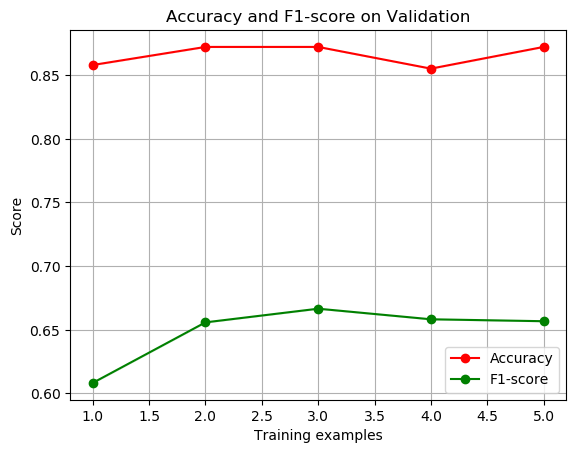 Accuracy and F1-score on Validation
Score
0.85
0.80
0.75
0.70
0.65
0.60
Accuracy
F1-score
1.0 1.5 2.0 2.5 3.0 3.5 4.0 4.5 5.0
Training examples